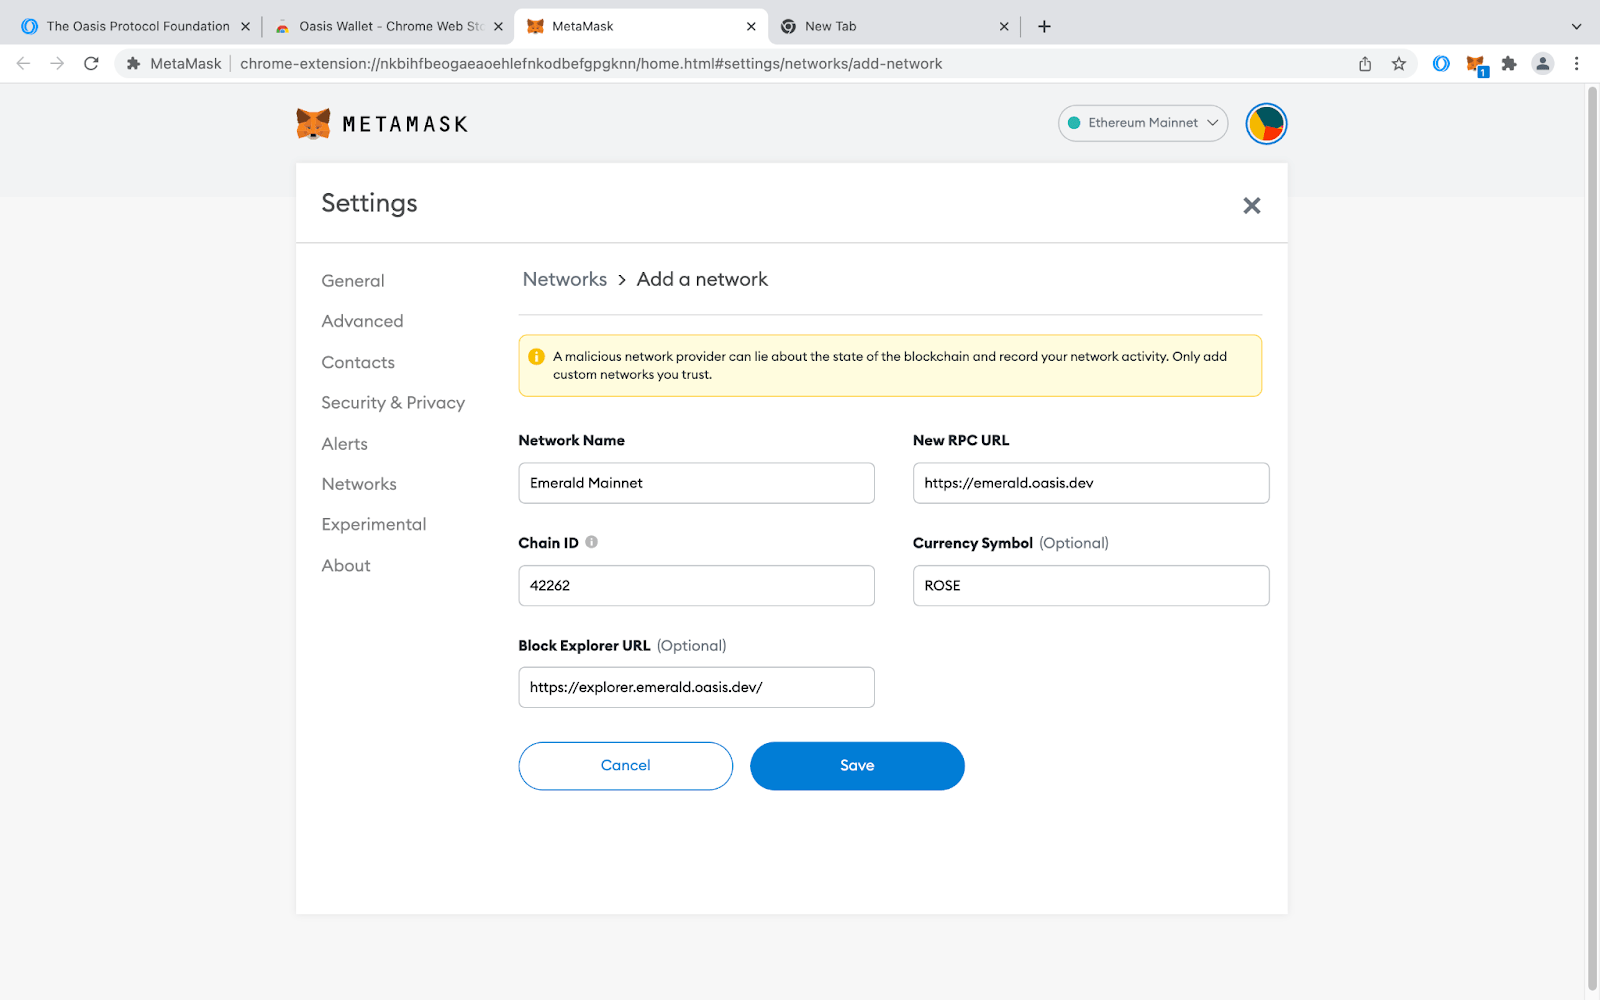 The Oasis Protocol Foundation
Oasis Wallet - Chrome Web Sto
MetaMask
New Tab
MetaMask
chrome-extension://nkbihfbeogaeaoehlefnkodbefgpgknn/home.html#settings/networks/add-network
1
METAMASK
Ethereum Mainnet
Settings
General
Advanced
Contacts
Security & Privacy
Alerts
Networks
Experimental
About
Networks > Add a network
A malicious network provider can lie about the state of the blockchain and record your network activity. Only add
custom networks you trust.
Network Name
New RPC URL
Emerald Mainnet
https://emerald.oasis.dev
Chain ID
Currency Symbol (Optional)
42262
ROSE
Block Explorer URL (Optional)
https://explorer.emerald.oasis.dev/
Cancel
Save